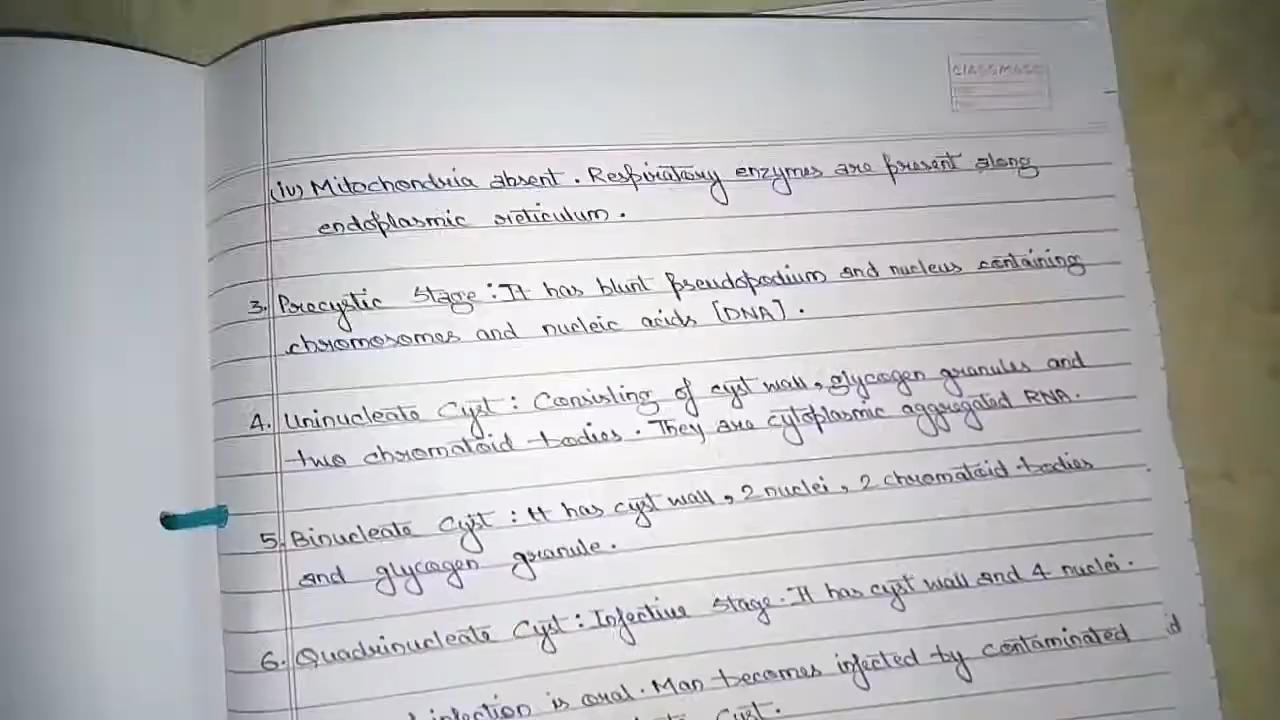 classmate
(iv) Mitochondria absent. Respiratory enzymes are present along
endoplasmic reticulum.
3. Precystic Stage: It has blunt pseudopodium and nucleus containing
chromosomes and nucleic acids [DNA].
4. Uninucleate Cyst: Consisting of cyst wall, glycogen granules and
two chromatoid bodies. They are cytoplasmic aggregated RNA.
5. Binucleate Cyst: It has cyst wall, 2 nuclei, 2 chromatoid bodies
and glycogen granule.
6. Quadrinucleate Cyst: Infective stage. It has cyst wall and 4 nuclei.
infection is oral. Man becomes infected by contaminated
Cyst.